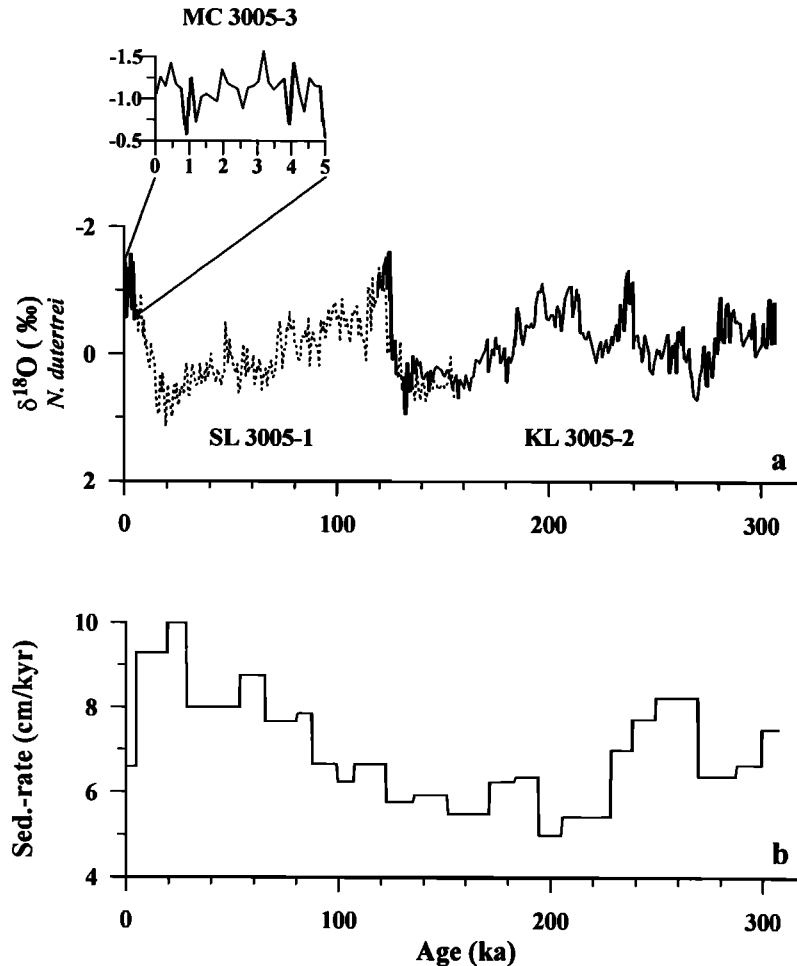 MC 3005-3
-1.5
-1.0
-0.5
0 1 2 3 4 5
-2
0
2
δ18O ( ‰)
N. dutertrei
SL 3005-1
KL 3005-2
a
0 100 200 300
10
8
6
4
Sed.-rate (cm/kyr)
b
0 100 200 300
Age (ka)